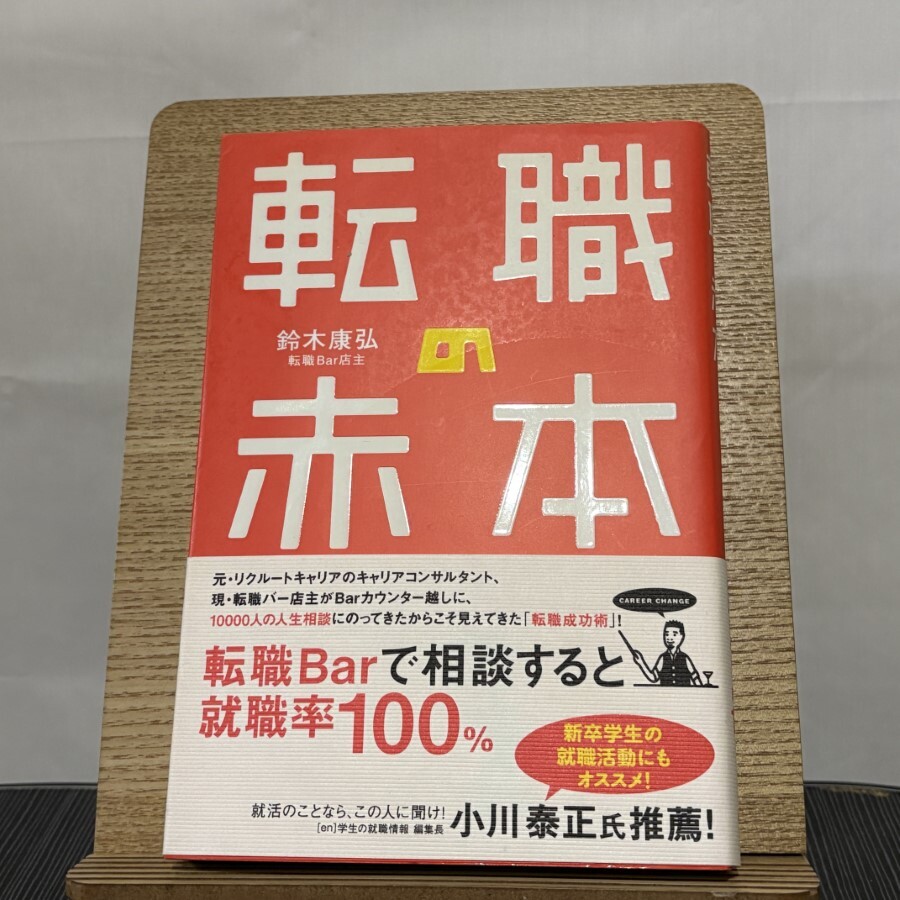 転職
の
赤本
鈴木康弘
転職Bar店主
元・リクルートキャリアのキャリアコンサルタント、
現・転職バー店主がBarカウンター越しに、
10000人の人生相談にのってきたからこそ見えてきた「転職成功術」!
CAREER CHANGE
転職Barで相談すると
就職率100%
新卒学生の
就職活動にも
オススメ!
就活のことなら、この人に聞け!
[en]学生の就職情報 編集長
小川泰正氏推薦!